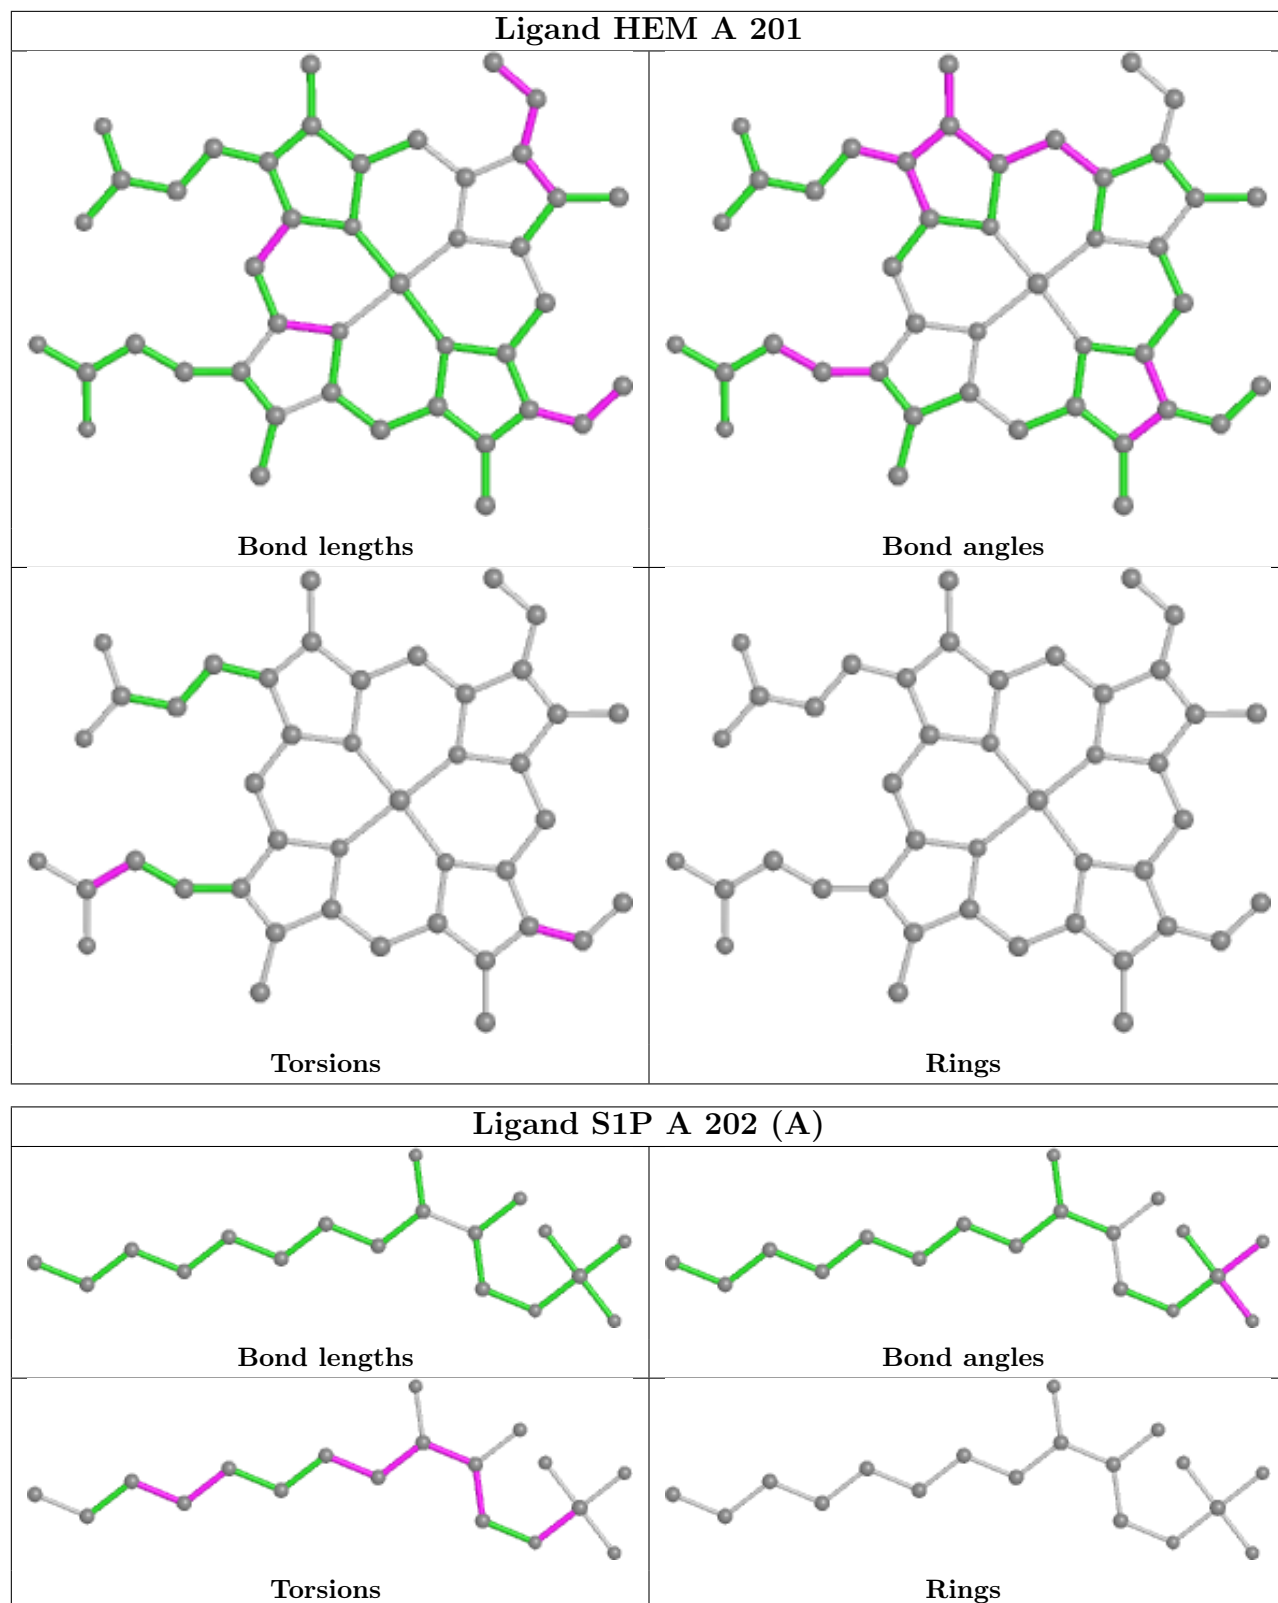 Ligand HEM A 201
Bond lengths
Bond angles
Torsions
Rings
Ligand S1P A 202 (A)
Bond lengths
Bond angles
Torsions
Rings